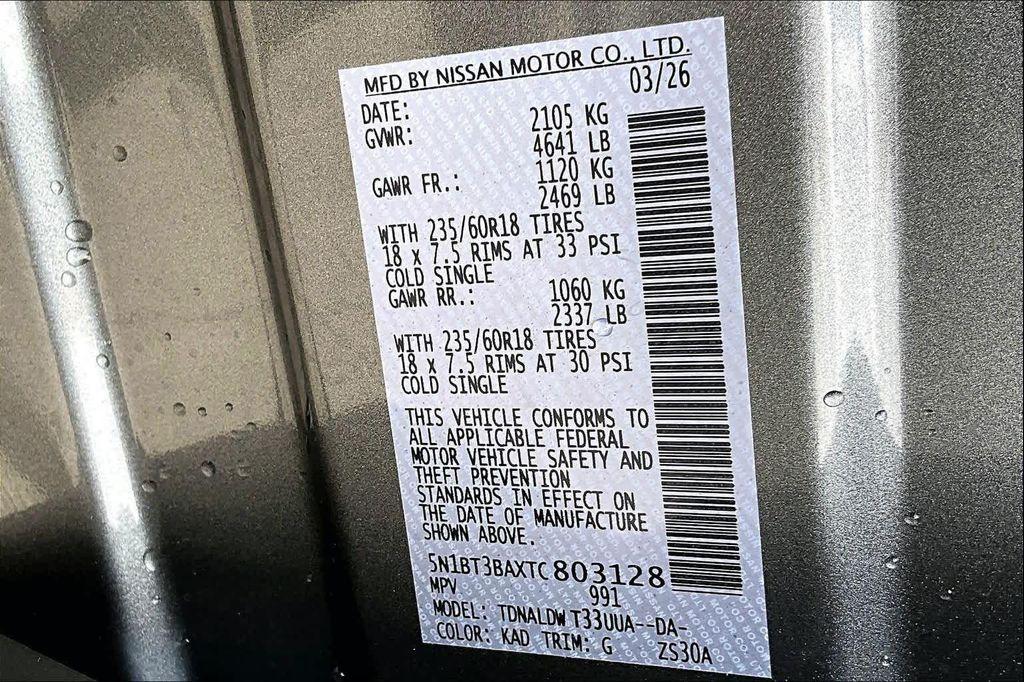 MFD BY NISSAN MOTOR CO., LTD.
DATE: 03/26
GVWR: 2105 KG
4641 LB
GAWR FR.: 1120 KG
2469 LB
WITH 235/60R18 TIRES
18 x 7.5 RIMS AT 33 PSI
COLD SINGLE
GAWR RR.: 1060 KG
2337 LB
WITH 235/60R18 TIRES
18 x 7.5 RIMS AT 30 PSI
COLD SINGLE
THIS VEHICLE CONFORMS TO
ALL APPLICABLE FEDERAL
MOTOR VEHICLE SAFETY AND
THEFT PREVENTION
STANDARDS IN EFFECT ON
THE DATE OF MANUFACTURE
SHOWN ABOVE.
5N1BT3BAXTC803128
MPV 991
MODEL: TDNALDW T33UUA--DA-
COLOR: KAD TRIM: G ZS30A